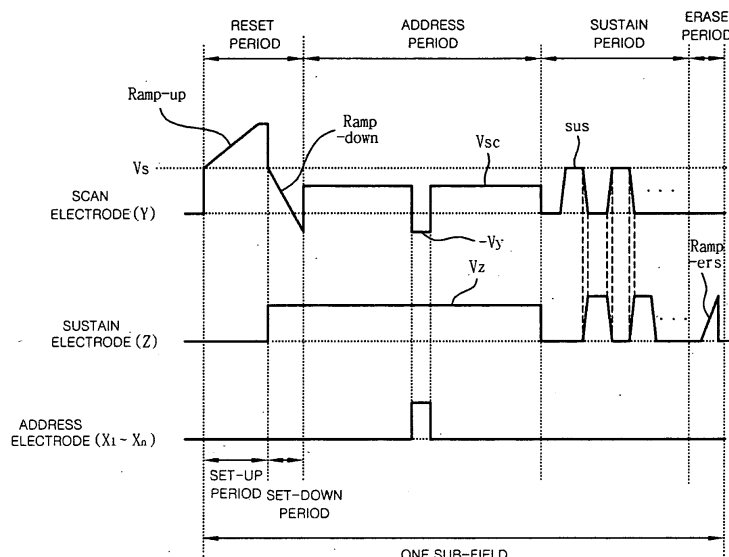 RESET
PERIOD
ADDRESS
PERIOD
SUSTAIN
PERIOD
ERASE
PERIOD
Ramp-up
Ramp
-down
Vsc
sus
Vs
SCAN
ELECTRODE(Y)
-Vy
Vz
Ramp
-ers
SUSTAIN
ELECTRODE(Z)
ADDRESS
ELECTRODE(X1 ~ Xn)
SET-UP
PERIOD
SET-DOWN
PERIOD
ONE SUB-FIELD